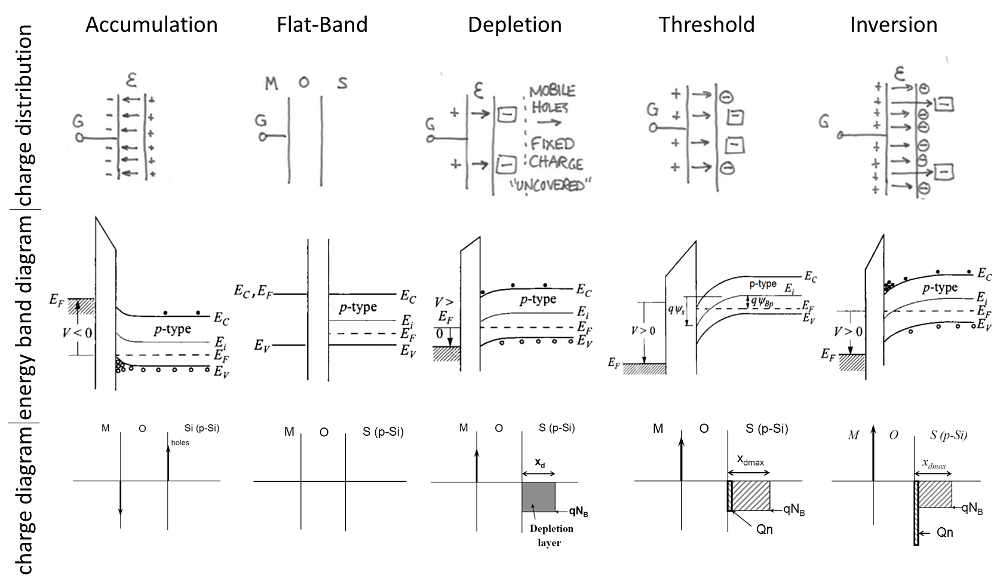 Accumulation Flat-Band Depletion Threshold Inversion
charge distribution
ε
G
- - - - - - -
+ + + + + + +
M O S
G
ε
G
+ +
- -
MOBILE
HOLES
FIXED
CHARGE
"UNCOVERED"
G
+ + + +
- - - -
ε
G
+ + + + + + + +
- - - - - - -
energy band diagram
E_F
V < 0
p-type
E_C
E_i
E_F
E_V
E_C, E_F
E_V
p-type
E_C
E_i
E_F
E_V
V >
E_F
0
p-type
E_C
E_i
E_F
E_V
V > 0
E_F
qψ_s
p-type
qψ_Bp
E_C
E_i
E_F
E_V
V > 0
E_F
p-type
E_C
E_i
E_F
E_V
charge diagram
M O Si (p-Si)
holes
M O S (p-Si)
M O S (p-Si)
x_d
qN_B
Depletion
layer
M O S (p-Si)
x_dmax
qN_B
Qn
M O S (p-Si)
x_dmax
qN_B
Qn